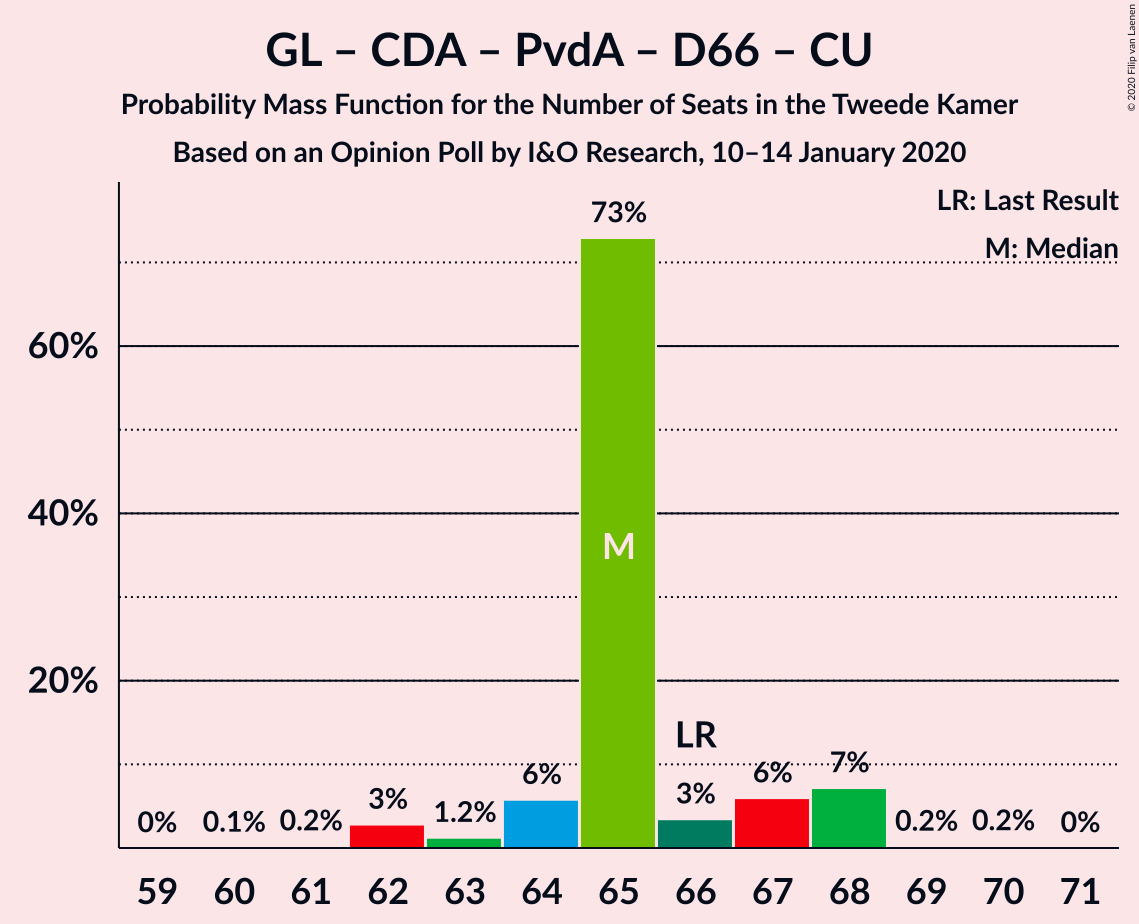 GL – CDA – PvdA – D66 – CU
Probability Mass Function for the Number of Seats in the Tweede Kamer
Based on an Opinion Poll by I&O Research, 10–14 January 2020
© 2020 Filip van Laenen
LR: Last Result
M: Median
73%
60%
40%
20%
M
LR
0%
0.1%
0.2%
3%
1.2%
6%
3%
6%
7%
0.2%
0.2%
0%
59 60 61 62 63 64 65 66 67 68 69 70 71